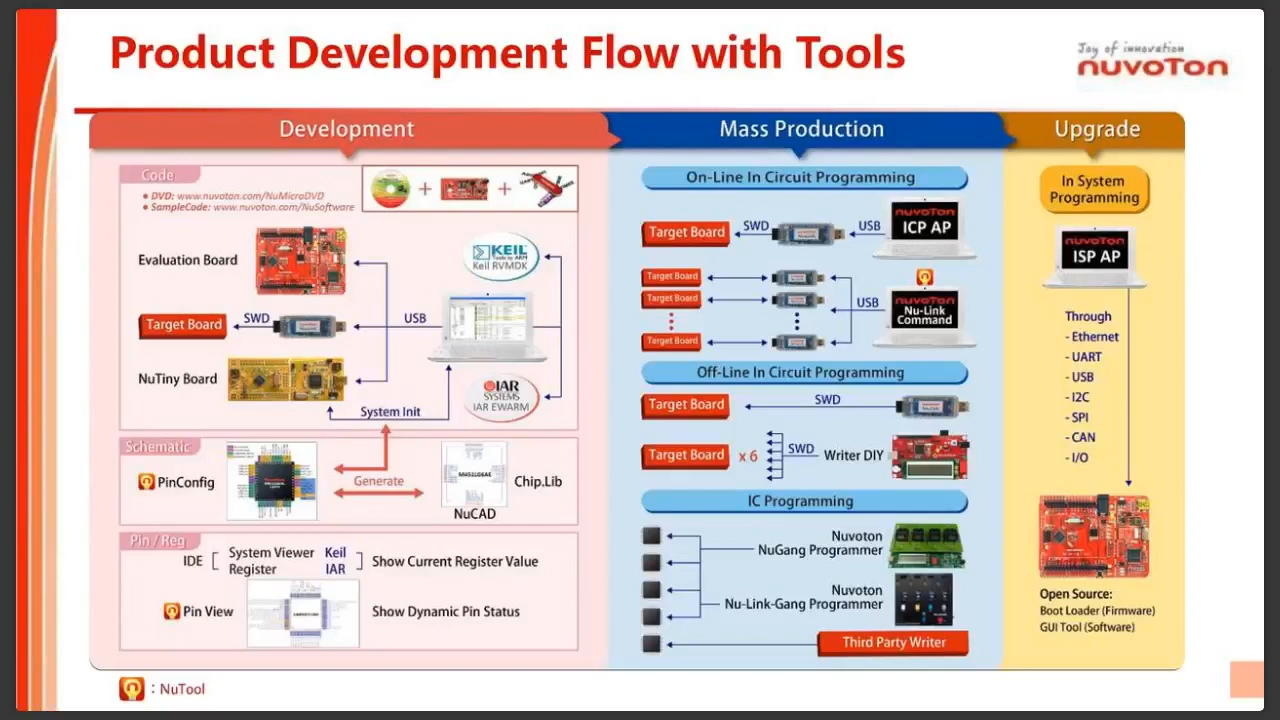 Product Development Flow with Tools
Joy of innovation
nuvoTon
Development
Mass Production
Upgrade
Code
• DVD: www.nuvoton.com/NuMicroDVD
• SampleCode: www.nuvoton.com/NuSoftware
Evaluation Board
KEIL
Tools by ARM
Keil RVMDK
Target Board
SWD
USB
NuTiny Board
System Init
IAR
SYSTEMS
IAR EWARM
Schematic
PinConfig
Generate
Chip.Lib
NuCAD
Pin / Reg
IDE
System Viewer
Register
Keil
IAR
Show Current Register Value
Pin View
Show Dynamic Pin Status
On-Line In Circuit Programming
Target Board
SWD
USB
nuvoTon
ICP AP
Target Board
Target Board
Target Board
USB
nuvoTon
Nu-Link
Command
Off-Line In Circuit Programming
Target Board
SWD
Target Board
x 6
SWD
Writer DIY
IC Programming
Nuvoton
NuGang Programmer
Nuvoton
Nu-Link-Gang Programmer
Third Party Writer
In System
Programming
nuvoTon
ISP AP
Through
- Ethernet
- UART
- USB
- I2C
- SPI
- CAN
- I/O
Open Source:
Boot Loader (Firmware)
GUI Tool (Software)
: NuTool